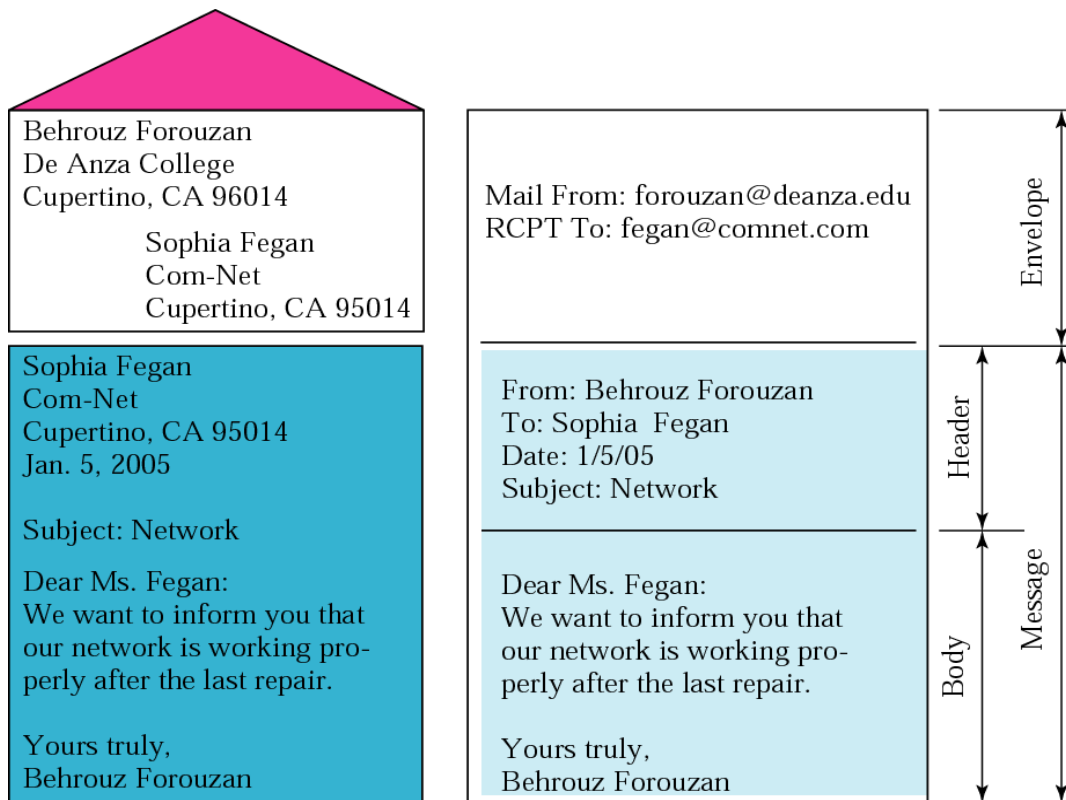 Behrouz Forouzan
De Anza College
Cupertino, CA 96014
Sophia Fegan
Com-Net
Cupertino, CA 95014
Sophia Fegan
Com-Net
Cupertino, CA 95014
Jan. 5, 2005
Subject: Network
Dear Ms. Fegan:
We want to inform you that
our network is working pro-
perly after the last repair.
Yours truly,
Behrouz Forouzan
Mail From: forouzan@deanza.edu
RCPT To: fegan@comnet.com
From: Behrouz Forouzan
To: Sophia Fegan
Date: 1/5/05
Subject: Network
Dear Ms. Fegan:
We want to inform you that
our network is working pro-
perly after the last repair.
Yours truly,
Behrouz Forouzan
Envelope
Header
Body
Message